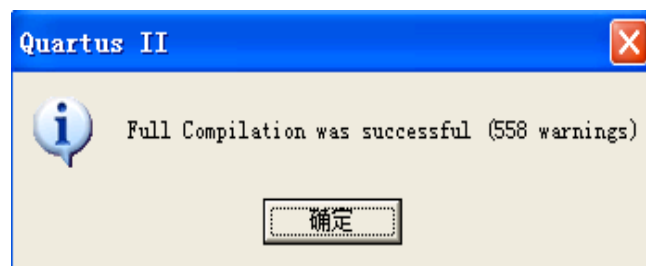 Quartus II
Full Compilation was successful (558 warnings)
确定